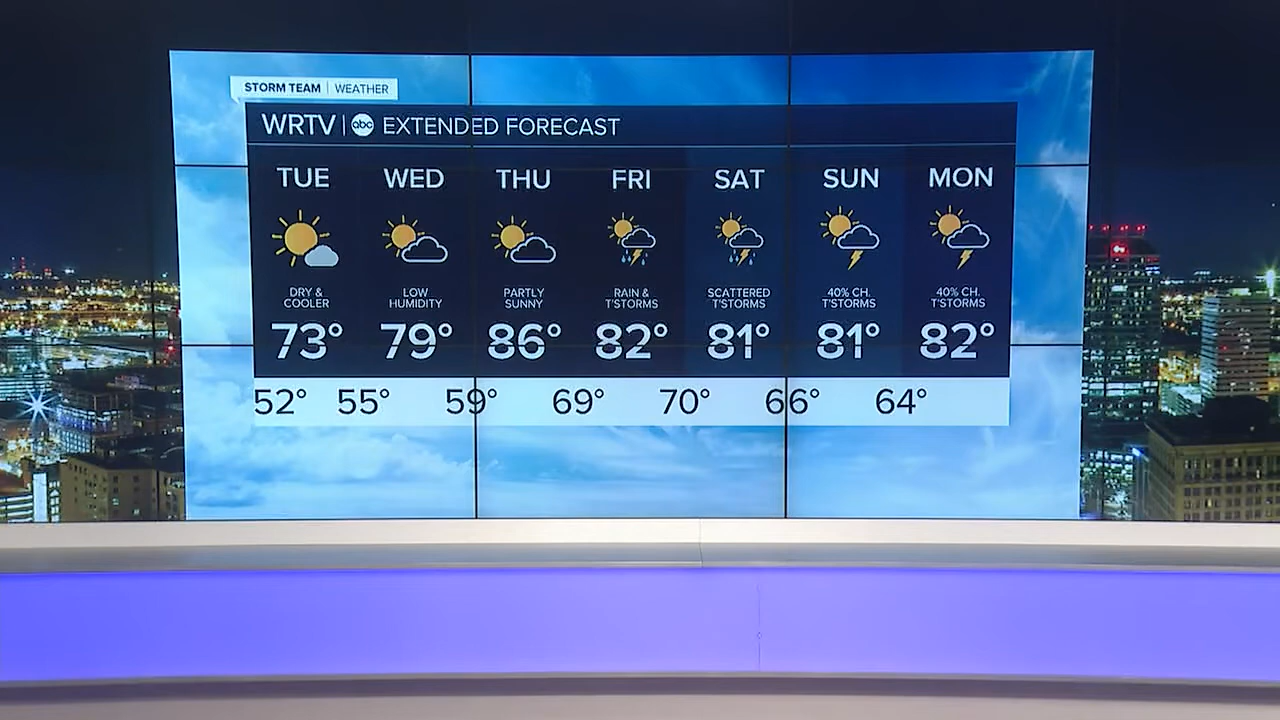 STORM TEAM | WEATHER
WRTV | abc EXTENDED FORECAST
TUE WED THU FRI SAT SUN MON
DRY & LOW PARTLY RAIN & SCATTERED 40% CH. 40% CH.
COOLER HUMIDITY SUNNY T'STORMS T'STORMS T'STORMS T'STORMS
73° 79° 86° 82° 81° 81° 82°
52° 55° 59° 69° 70° 66° 64°